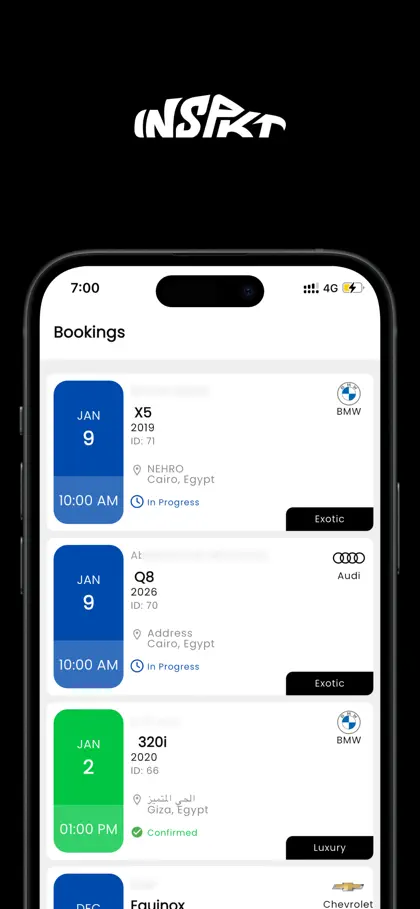 INSPKT
7:00
4G
Bookings
JAN
9
10:00 AM
X5
2019
ID: 71
NEHRO
Cairo, Egypt
In Progress
BMW
Exotic
JAN
9
10:00 AM
Q8
2026
ID: 70
Address
Cairo, Egypt
In Progress
Audi
Exotic
JAN
2
01:00 PM
320i
2020
ID: 66
الحي المتميز
Giza, Egypt
Confirmed
BMW
Luxury
DEC
Equinox
Chevrolet